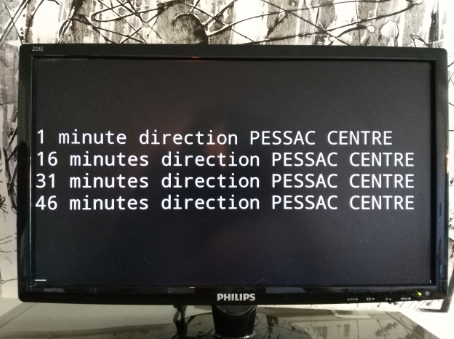 201E
1 minute direction PESSAC CENTRE
16 minutes direction PESSAC CENTRE
31 minutes direction PESSAC CENTRE
46 minutes direction PESSAC CENTRE
PHILIPS